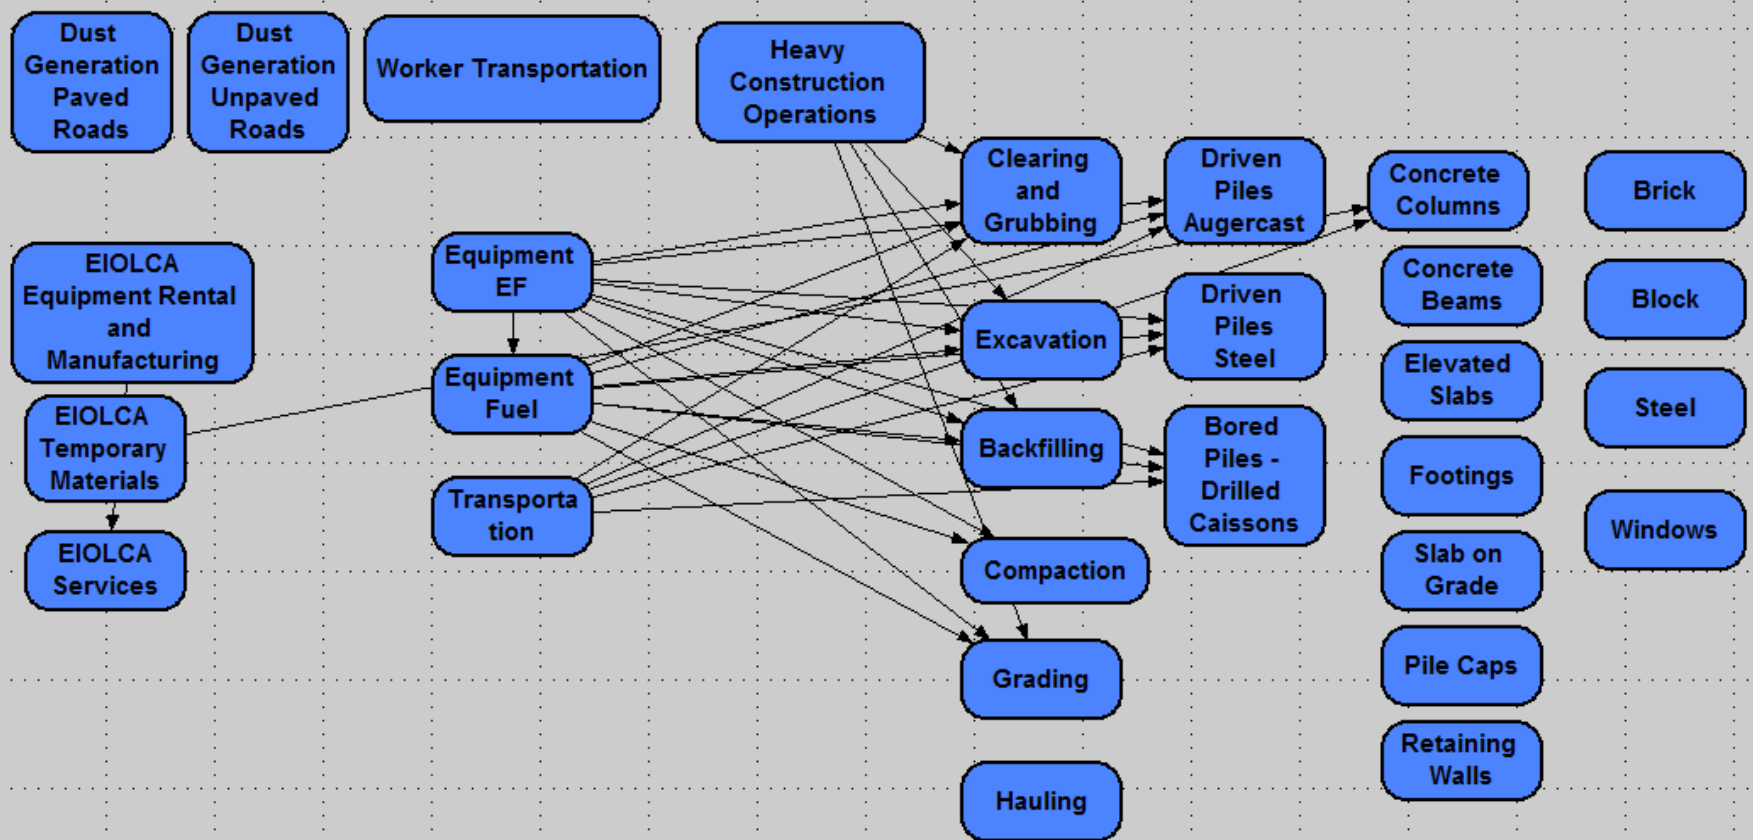 Dust
Generation
Paved
Roads
Dust
Generation
Unpaved
Roads
Worker Transportation
Heavy
Construction
Operations
Clearing
and
Grubbing
Driven
Piles
Augercast
Concrete
Columns
Brick
EIOLCA
Equipment Rental
and
Manufacturing
Equipment
EF
Excavation
Driven
Piles
Steel
Concrete
Beams
Block
EIOLCA
Temporary
Materials
Equipment
Fuel
Backfilling
Bored
Piles -
Drilled
Caissons
Elevated
Slabs
Steel
EIOLCA
Services
Transporta
tion
Compaction
Footings
Windows
Grading
Slab on
Grade
Pile Caps
Hauling
Retaining
Walls